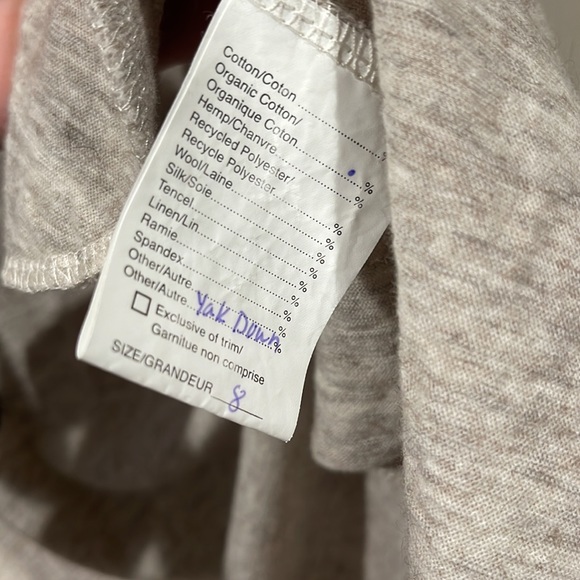 Cotton/Coton..........%
Organic Cotton/
Organique Coton..........%
Hemp/Chanvre..........%
Recycled Polyester/
Recycle Polyester..........%
Wool/Laine..........%
Silk/Soie..........%
Tencel..........%
Linen/Lin..........%
Ramie..........%
Spandex..........%
Other/Autre..........%
Other/Autre Yak Down%
Exclusive of trim/
Garnitue non comprise
SIZE/GRANDEUR 8